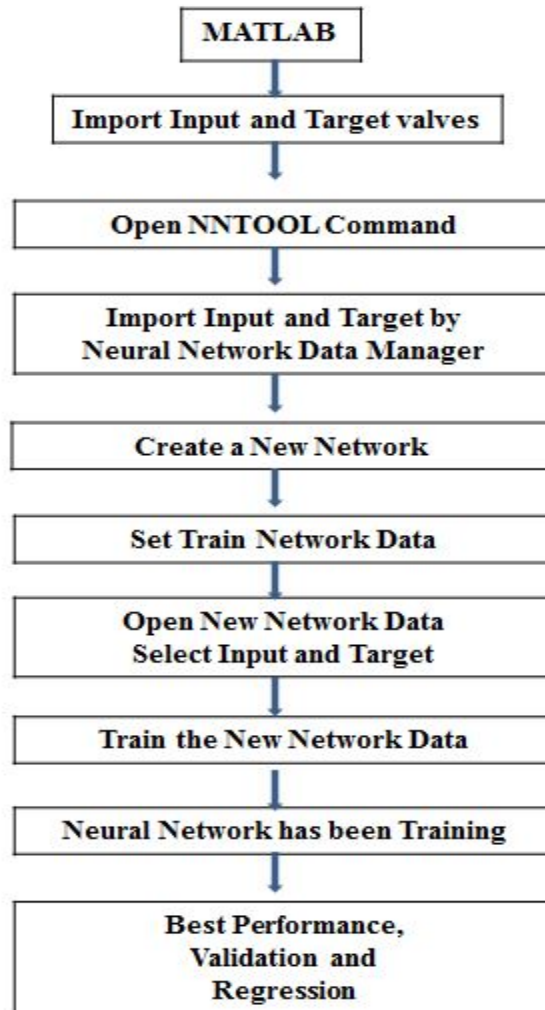 MATLAB
Import Input and Target valves
Open NNTOOL Command
Import Input and Target by
Neural Network Data Manager
Create a New Network
Set Train Network Data
Open New Network Data
Select Input and Target
Train the New Network Data
Neural Network has been Training
Best Performance,
Validation and
Regression